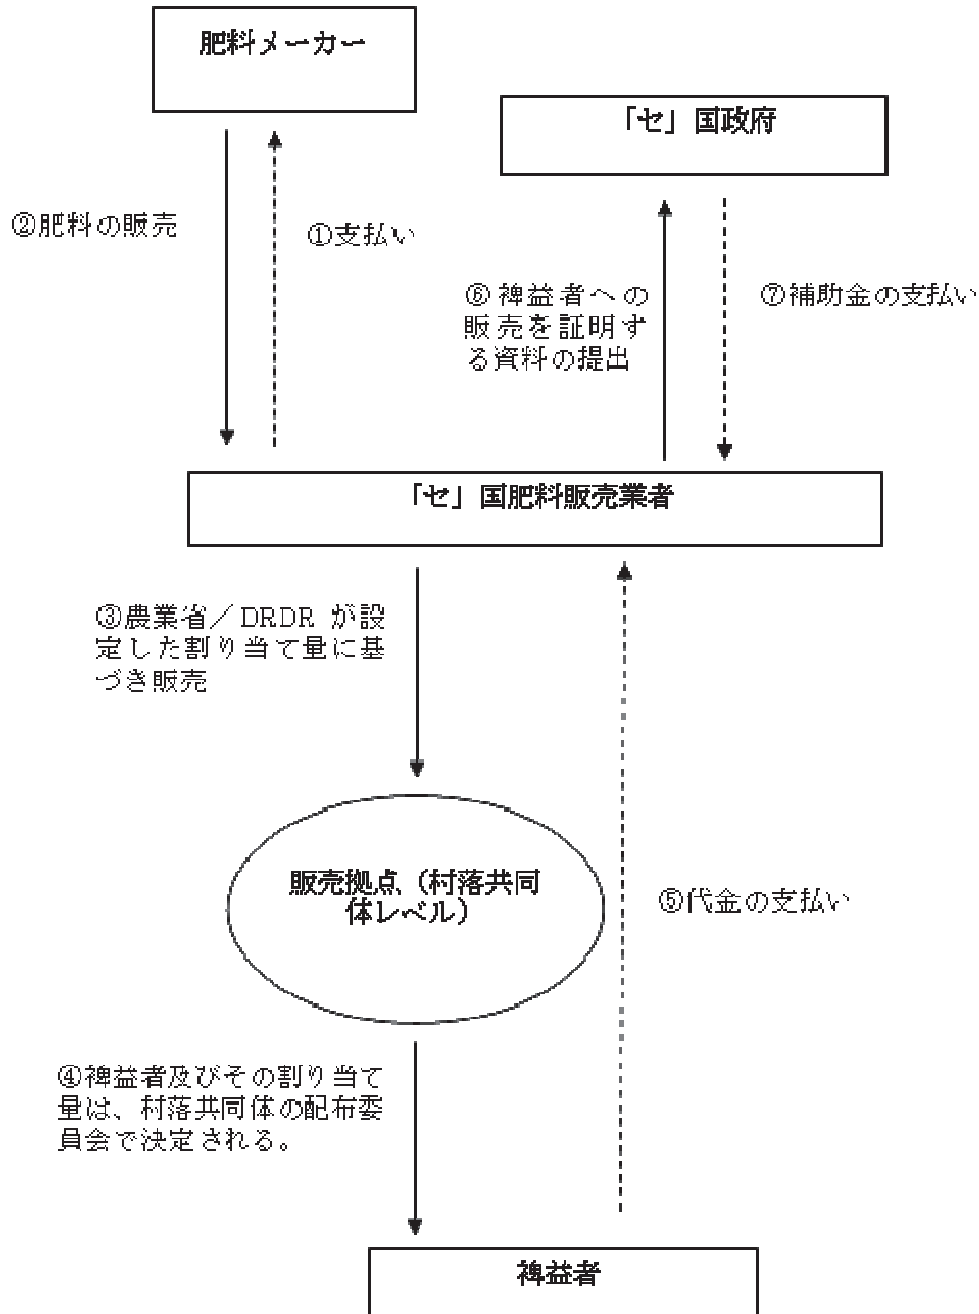 肥料メーカー
「セ」国政府
②肥料の販売
①支払い
⑥裨益者への
販売を証明す
る資料の提出
⑦補助金の支払い
「セ」国肥料販売業者
③農業省／DRDR が設
定した割り当て量に基
づき販売
販売拠点（村落共同
体レベル）
⑤代金の支払い
④裨益者及びその割り当て
量は、村落共同体の配布委
員会で決定される。
裨益者